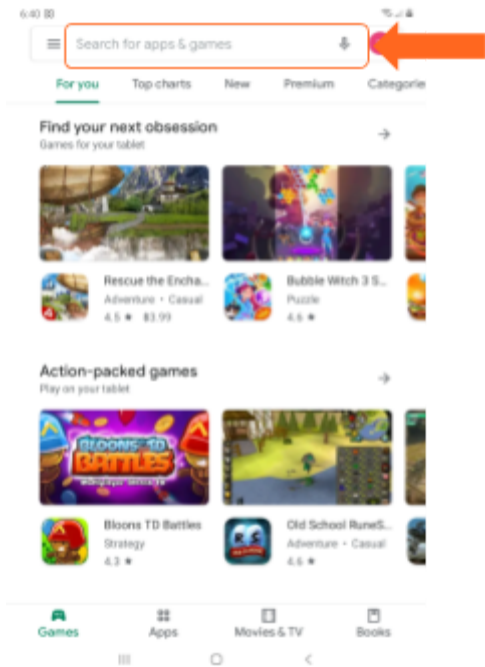 6:40
Search for apps & games
For you Top charts New Premium Categorie
Find your next obsession
Games for your tablet
Rescue the Encha...
Adventure • Casual
4.5 ★ $3.99
Bubble Witch 3 S...
Puzzle
4.6 ★
Action-packed games
Play on your tablet
BLOONS TD
BATTLES
Bloons TD Battles
Strategy
4.3 ★
Old School RuneS...
Adventure • Casual
4.6 ★
Games Apps Movies & TV Books